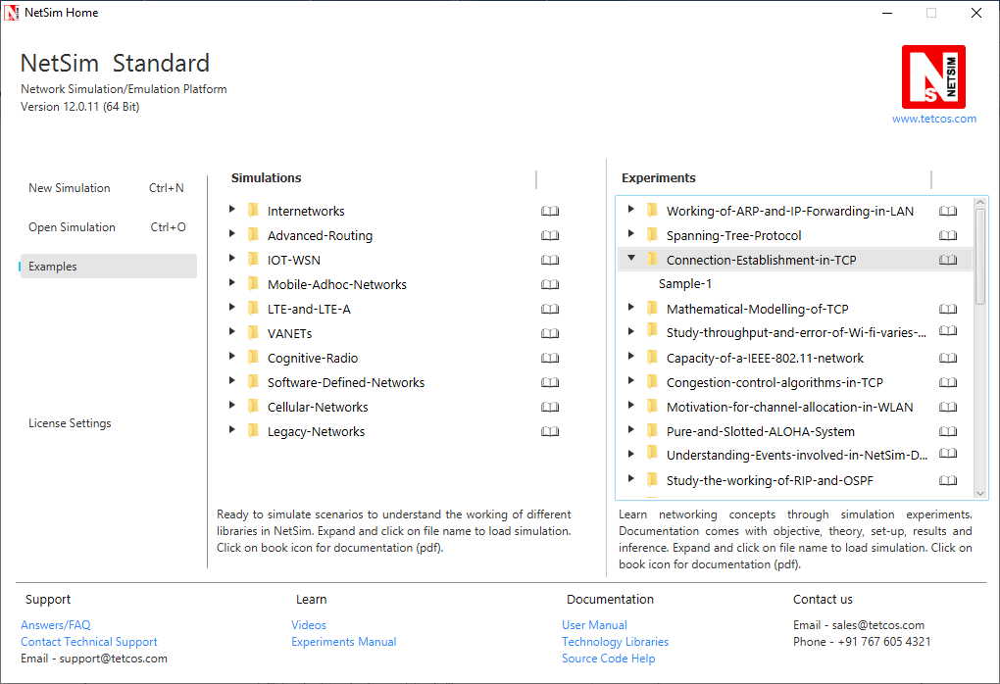 NetSim Home
NetSim Standard
Network Simulation/Emulation Platform
Version 12.0.11 (64 Bit)
NS NETSIM
www.tetcos.com
New Simulation Ctrl+N
Open Simulation Ctrl+O
Examples
License Settings
Simulations
Internetworks
Advanced-Routing
IOT-WSN
Mobile-Adhoc-Networks
LTE-and-LTE-A
VANETs
Cognitive-Radio
Software-Defined-Networks
Cellular-Networks
Legacy-Networks
Ready to simulate scenarios to understand the working of different
libraries in NetSim. Expand and click on file name to load simulation.
Click on book icon for documentation (pdf).
Experiments
Working-of-ARP-and-IP-Forwarding-in-LAN
Spanning-Tree-Protocol
Connection-Establishment-in-TCP
Sample-1
Mathematical-Modelling-of-TCP
Study-throughput-and-error-of-Wi-fi-varies-...
Capacity-of-a-IEEE-802.11-network
Congestion-control-algorithms-in-TCP
Motivation-for-channel-allocation-in-WLAN
Pure-and-Slotted-ALOHA-System
Understanding-Events-involved-in-NetSim-D...
Study-the-working-of-RIP-and-OSPF
Learn networking concepts through simulation experiments.
Documentation comes with objective, theory, set-up, results and
inference. Expand and click on file name to load simulation. Click on
book icon for documentation (pdf).
Support
Answers/FAQ
Contact Technical Support
Email - support@tetcos.com
Learn
Videos
Experiments Manual
Documentation
User Manual
Technology Libraries
Source Code Help
Contact us
Email - sales@tetcos.com
Phone - +91 767 605 4321